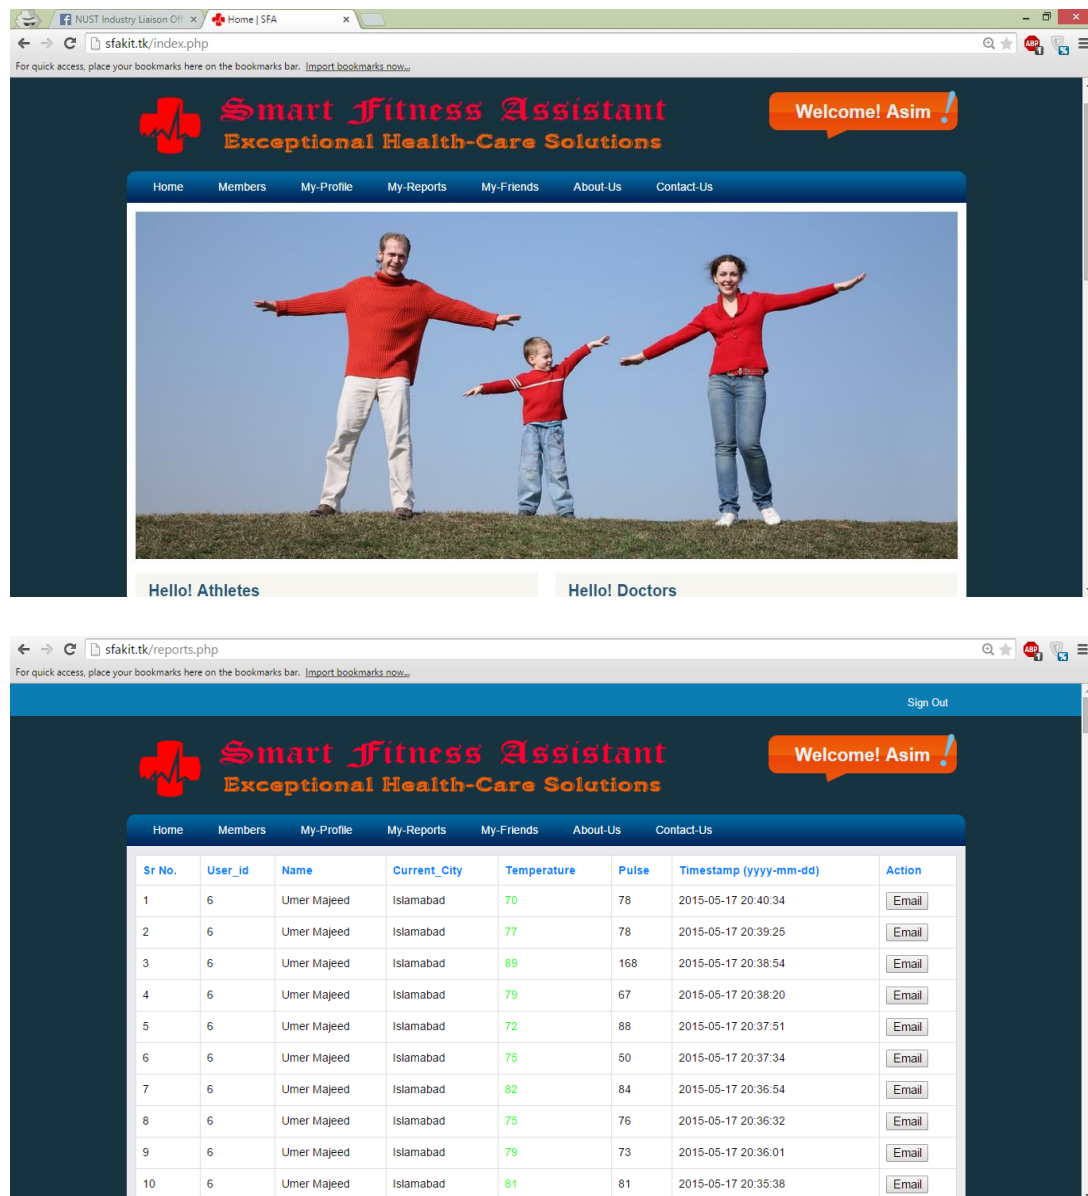 NUST Industry Liaison Off
Home | SFA
sfakit.tk/index.php
ABP
1
%
For quick access, place your bookmarks here on the bookmarks bar. Import bookmarks now...
Smart Fitness Assistant
Exceptional Health-Care Solutions
Welcome! Asim
Home Members My-Profile My-Reports My-Friends About-Us Contact-Us
Hello! Athletes Hello! Doctors
sfakit.tk/reports.php
ABP
1
%
For quick access, place your bookmarks here on the bookmarks bar. Import bookmarks now...
Sign Out
Smart Fitness Assistant
Exceptional Health-Care Solutions
Welcome! Asim
Home Members My-Profile My-Reports My-Friends About-Us Contact-Us
Sr No. User_id Name Current_City Temperature Pulse Timestamp (yyyy-mm-dd) Action
1 6 Umer Majeed Islamabad 70 78 2015-05-17 20:40:34 Email
2 6 Umer Majeed Islamabad 77 78 2015-05-17 20:39:25 Email
3 6 Umer Majeed Islamabad 89 168 2015-05-17 20:38:54 Email
4 6 Umer Majeed Islamabad 79 67 2015-05-17 20:38:20 Email
5 6 Umer Majeed Islamabad 72 88 2015-05-17 20:37:51 Email
6 6 Umer Majeed Islamabad 75 50 2015-05-17 20:37:34 Email
7 6 Umer Majeed Islamabad 82 84 2015-05-17 20:36:54 Email
8 6 Umer Majeed Islamabad 75 76 2015-05-17 20:36:32 Email
9 6 Umer Majeed Islamabad 79 73 2015-05-17 20:36:01 Email
10 6 Umer Majeed Islamabad 81 81 2015-05-17 20:35:38 Email